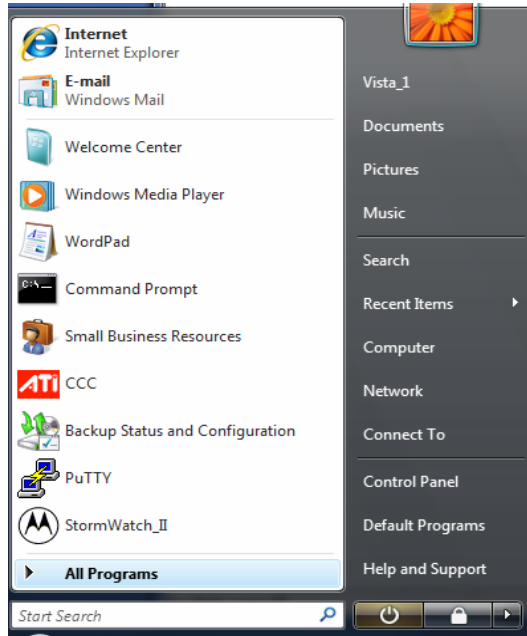 Internet
Internet Explorer
E-mail
Windows Mail
Welcome Center
Windows Media Player
WordPad
C:\_
Command Prompt
Small Business Resources
ATI
CCC
Backup Status and Configuration
PuTTY
StormWatch_II
All Programs
Start Search
Vista_1
Documents
Pictures
Music
Search
Recent Items
Computer
Network
Connect To
Control Panel
Default Programs
Help and Support